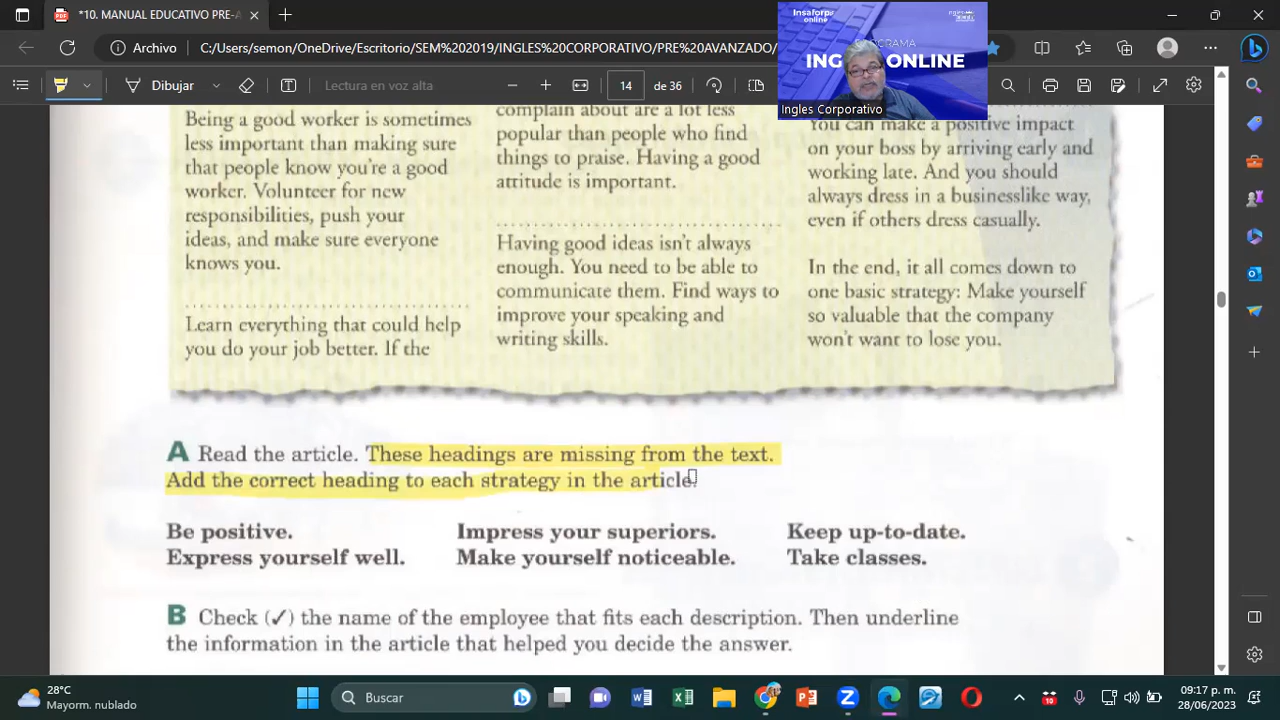 *10. MANUAL EDUCATIVO PRE-
Archivo
C:/Users/semon/OneDrive/Escritorio/SEM%202019/INGLES%20CORPORATIVO/PRE%20AVANZADO/
Dibujar
Lectura en voz alta
14
de 36
Insaforp
online
PROGRAMA
ING
ONLINE
Ingles Corporativo
Being a good worker is sometimes
less important than making sure
that people know you're a good
worker. Volunteer for new
responsibilities, push your
ideas, and make sure everyone
knows you.
Learn everything that could help
you do your job better. If the
complain about are a lot less
popular than people who find
things to praise. Having a good
attitude is important.
Having good ideas isn't always
enough. You need to be able to
communicate them. Find ways to
improve your speaking and
writing skills.
You can make a positive impact
on your boss by arriving early and
working late. And you should
always dress in a businesslike way,
even if others dress casually.
In the end, it all comes down to
one basic strategy: Make yourself
so valuable that the company
won't want to lose you.
A Read the article. These headings are missing from the text.
Add the correct heading to each strategy in the article.
Be positive. Impress your superiors. Keep up-to-date.
Express yourself well. Make yourself noticeable. Take classes.
B Check (✓) the name of the employee that fits each description. Then underline
the information in the article that helped you decide the answer.
28°C
Mayorm. nublado
Buscar
10
09:17 p. m.
28/06/2023